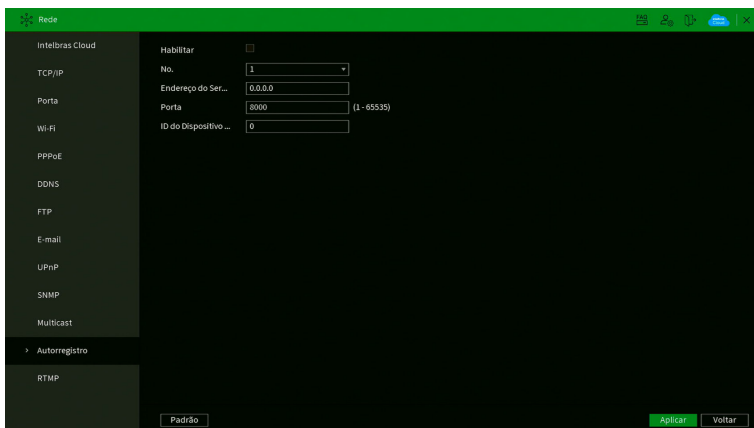 Rede
FAQ
Intelbras Cloud
TCP/IP
Porta
Wi-Fi
PPPoE
DDNS
FTP
E-mail
UPnP
SNMP
Multicast
> Autorregistro
RTMP
Habilitar
No. 1
Endereço do Ser... 0.0.0.0
Porta 8000 (1 - 65535)
ID do Dispositivo ... 0
Padrão
Aplicar Voltar